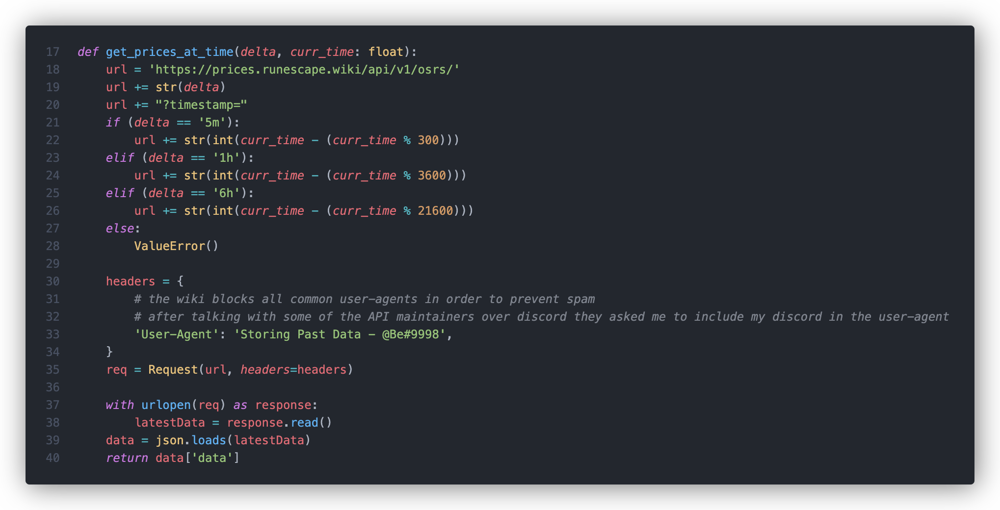 17 def get_prices_at_time(delta, curr_time: float):
18     url = 'https://prices.runescape.wiki/api/v1/osrs/'
19     url += str(delta)
20     url += "?timestamp="
21     if (delta == '5m'):
22         url += str(int(curr_time - (curr_time % 300)))
23     elif (delta == '1h'):
24         url += str(int(curr_time - (curr_time % 3600)))
25     elif (delta == '6h'):
26         url += str(int(curr_time - (curr_time % 21600)))
27     else:
28         ValueError()
29
30     headers = {
31         # the wiki blocks all common user-agents in order to prevent spam
32         # after talking with some of the API maintainers over discord they asked me to include my discord in the user-agent
33         'User-Agent': 'Storing Past Data - @Be#9998',
34     }
35     req = Request(url, headers=headers)
36
37     with urlopen(req) as response:
38         latestData = response.read()
39     data = json.loads(latestData)
40     return data['data']